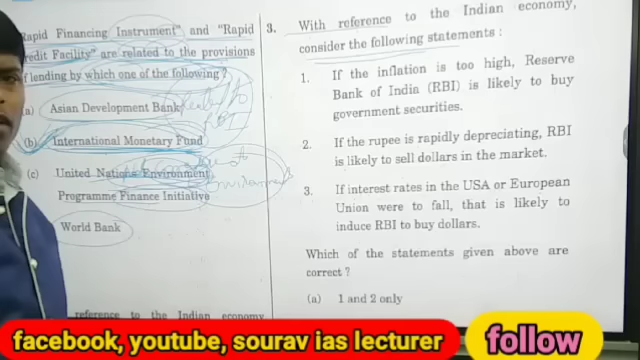 Rapid Financing Instrument" and "Rapid
Credit Facility" are related to the provisions
of lending by which one of the following ?
(a) Asian Development Bank
(b) International Monetary Fund
(c) United Nations Environment
Programme Finance Initiative
World Bank
reference to the Indian economy
3. With reference to the Indian economy,
consider the following statements :
1. If the inflation is too high, Reserve
Bank of India (RBI) is likely to buy
government securities.
2. If the rupee is rapidly depreciating, RBI
is likely to sell dollars in the market.
3. If interest rates in the USA or European
Union were to fall, that is likely to
induce RBI to buy dollars.
Which of the statements given above are
correct ?
(a) 1 and 2 only
facebook, youtube, sourav ias lecturer
follow